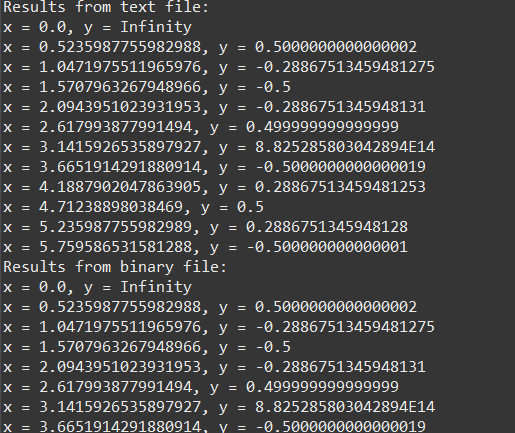 Results from text file:
x = 0.0, y = Infinity
x = 0.5235987755982988, y = 0.5000000000000002
x = 1.0471975511965976, y = -0.28867513459481275
x = 1.5707963267948966, y = -0.5
x = 2.0943951023931953, y = -0.2886751345948131
x = 2.617993877991494, y = 0.499999999999999
x = 3.1415926535897927, y = 8.825285803042894E14
x = 3.6651914291880914, y = -0.5000000000000019
x = 4.1887902047863905, y = 0.28867513459481253
x = 4.71238898038469, y = 0.5
x = 5.235987755982989, y = 0.2886751345948128
x = 5.759586531581288, y = -0.500000000000001
Results from binary file:
x = 0.0, y = Infinity
x = 0.5235987755982988, y = 0.5000000000000002
x = 1.0471975511965976, y = -0.28867513459481275
x = 1.5707963267948966, y = -0.5
x = 2.0943951023931953, y = -0.2886751345948131
x = 2.617993877991494, y = 0.499999999999999
x = 3.1415926535897927, y = 8.825285803042894E14
x = 3.6651914291880914, y = -0.5000000000000019